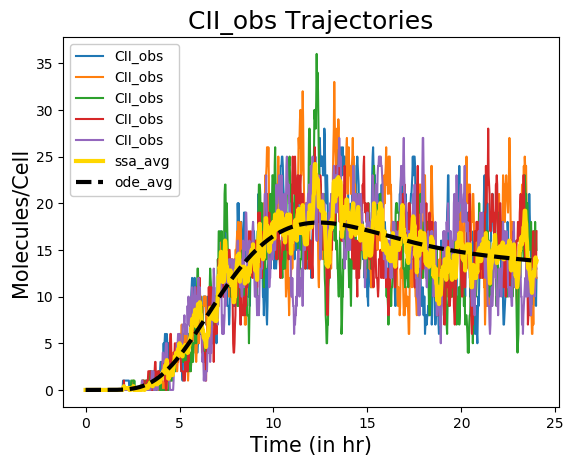 CII_obs Trajectories
CII_obs
CII_obs
CII_obs
CII_obs
CII_obs
ssa_avg
ode_avg
Molecules/Cell
35
30
25
20
15
10
5
0
0 5 10 15 20 25
Time (in hr)